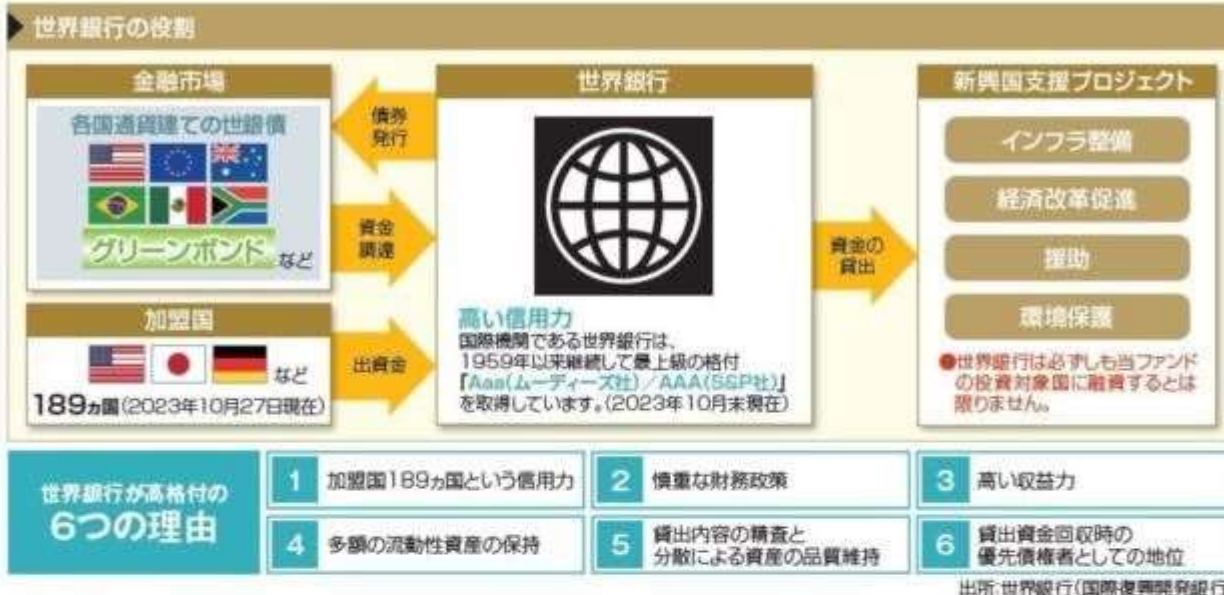 世界銀行の役割
金融市場
各国通貨建ての世銀債
グリーンボンド など
加盟国
など
189ヵ国(2023年10月27日現在)
債券
発行
資金
調達
出資金
世界銀行
高い信用力
国際機関である世界銀行は、
1959年以来継続して最上級の格付
『Aaa(ムーディーズ社)/AAA(S&P社)』
を取得しています。(2023年10月末現在)
資金の
貸出
新興国支援プロジェクト
インフラ整備
経済改革促進
援助
環境保護
●世界銀行は必ずしも当ファンド
の投資対象国に融資するとは
限りません。
世界銀行が高格付の
6つの理由
1 加盟国189ヵ国という信用力
2 慎重な財務政策
3 高い収益力
4 多額の流動性資産の保持
5 貸出内容の精査と
分散による資産の品質維持
6 貸出資金回収時の
優先債権者としての地位
出所:世界銀行(国際復興開発銀行